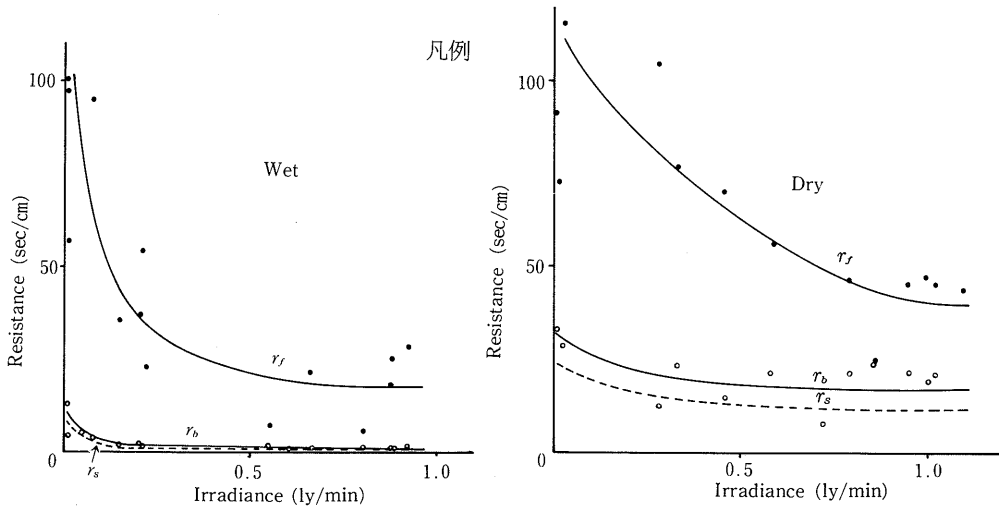 凡例
Wet
100
50
0
0.5
1.0
Resistance (sec/cm)
Irradiance (ly/min)
r_f
r_b
r_s
Dry
100
50
0
0.5
1.0
Resistance (sec/cm)
Irradiance (ly/min)
r_f
r_b
r_s